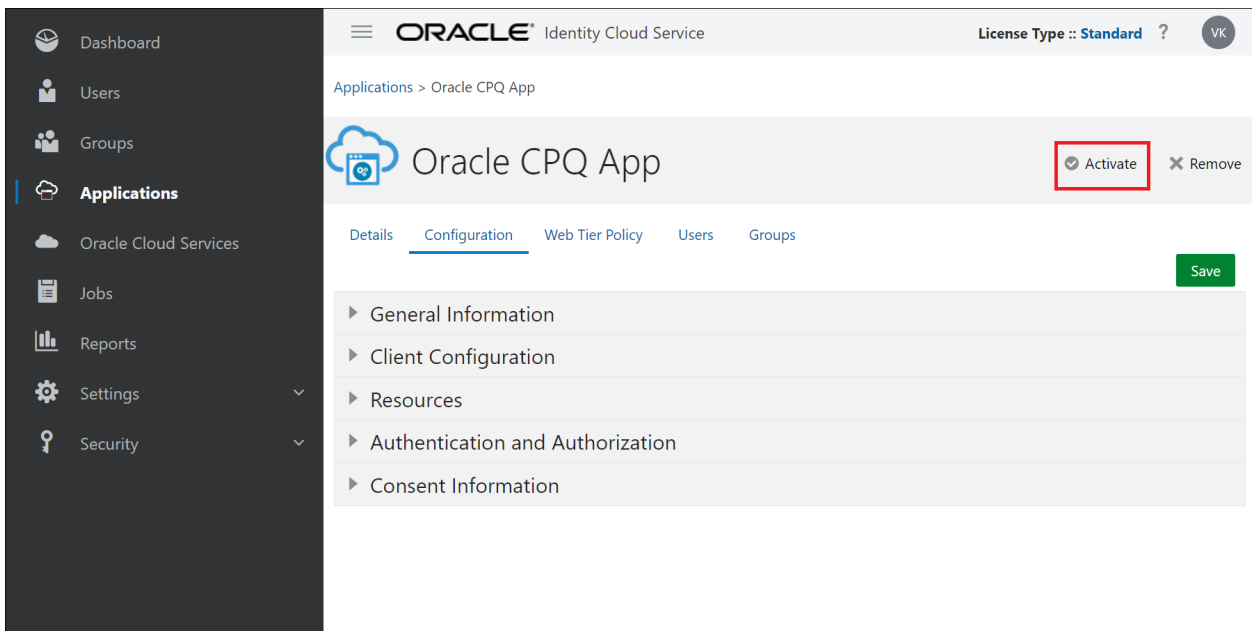 Dashboard
Users
Groups
Applications
Oracle Cloud Services
Jobs
Reports
Settings
Security
ORACLE® Identity Cloud Service
License Type :: Standard ? VK
Applications > Oracle CPQ App
Oracle CPQ App
Activate
Remove
Details Configuration Web Tier Policy Users Groups
Save
General Information
Client Configuration
Resources
Authentication and Authorization
Consent Information